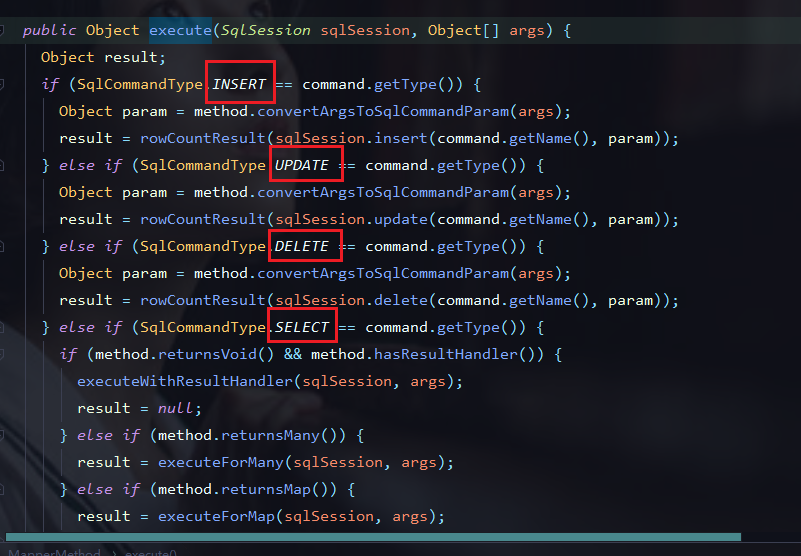 public Object execute(SqlSession sqlSession, Object[] args) {
Object result;
if (SqlCommandType.INSERT == command.getType()) {
Object param = method.convertArgsToSqlCommandParam(args);
result = rowCountResult(sqlSession.insert(command.getName(), param));
} else if (SqlCommandType.UPDATE == command.getType()) {
Object param = method.convertArgsToSqlCommandParam(args);
result = rowCountResult(sqlSession.update(command.getName(), param));
} else if (SqlCommandType.DELETE == command.getType()) {
Object param = method.convertArgsToSqlCommandParam(args);
result = rowCountResult(sqlSession.delete(command.getName(), param));
} else if (SqlCommandType.SELECT == command.getType()) {
if (method.returnsVoid() && method.hasResultHandler()) {
executeWithResultHandler(sqlSession, args);
result = null;
} else if (method.returnsMany()) {
result = executeForMany(sqlSession, args);
} else if (method.returnsMap()) {
result = executeForMap(sqlSession, args);
MapperMethod > execute()